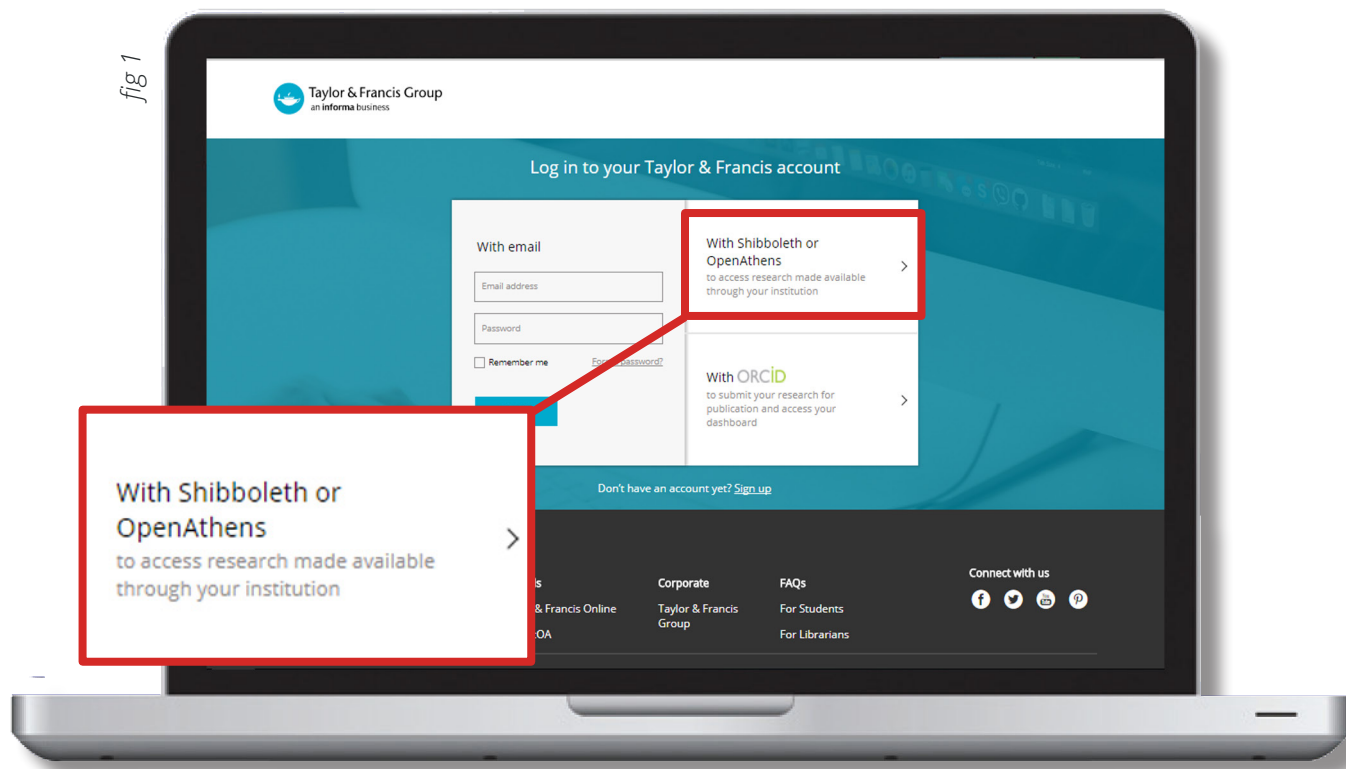 fig 1
Taylor & Francis Group
an informa business
Log in to your Taylor & Francis account
With email
Email address
Password
Remember me
With Shibboleth or
OpenAthens
to access research made available
through your institution
With ORCiD
to submit your research for
publication and access your
dashboard
Don't have an account yet? Sign up
With Shibboleth or
OpenAthens
to access research made available
through your institution
& Francis Online
Corporate
Taylor & Francis
Group
FAQs
For Students
For Librarians
Connect with us